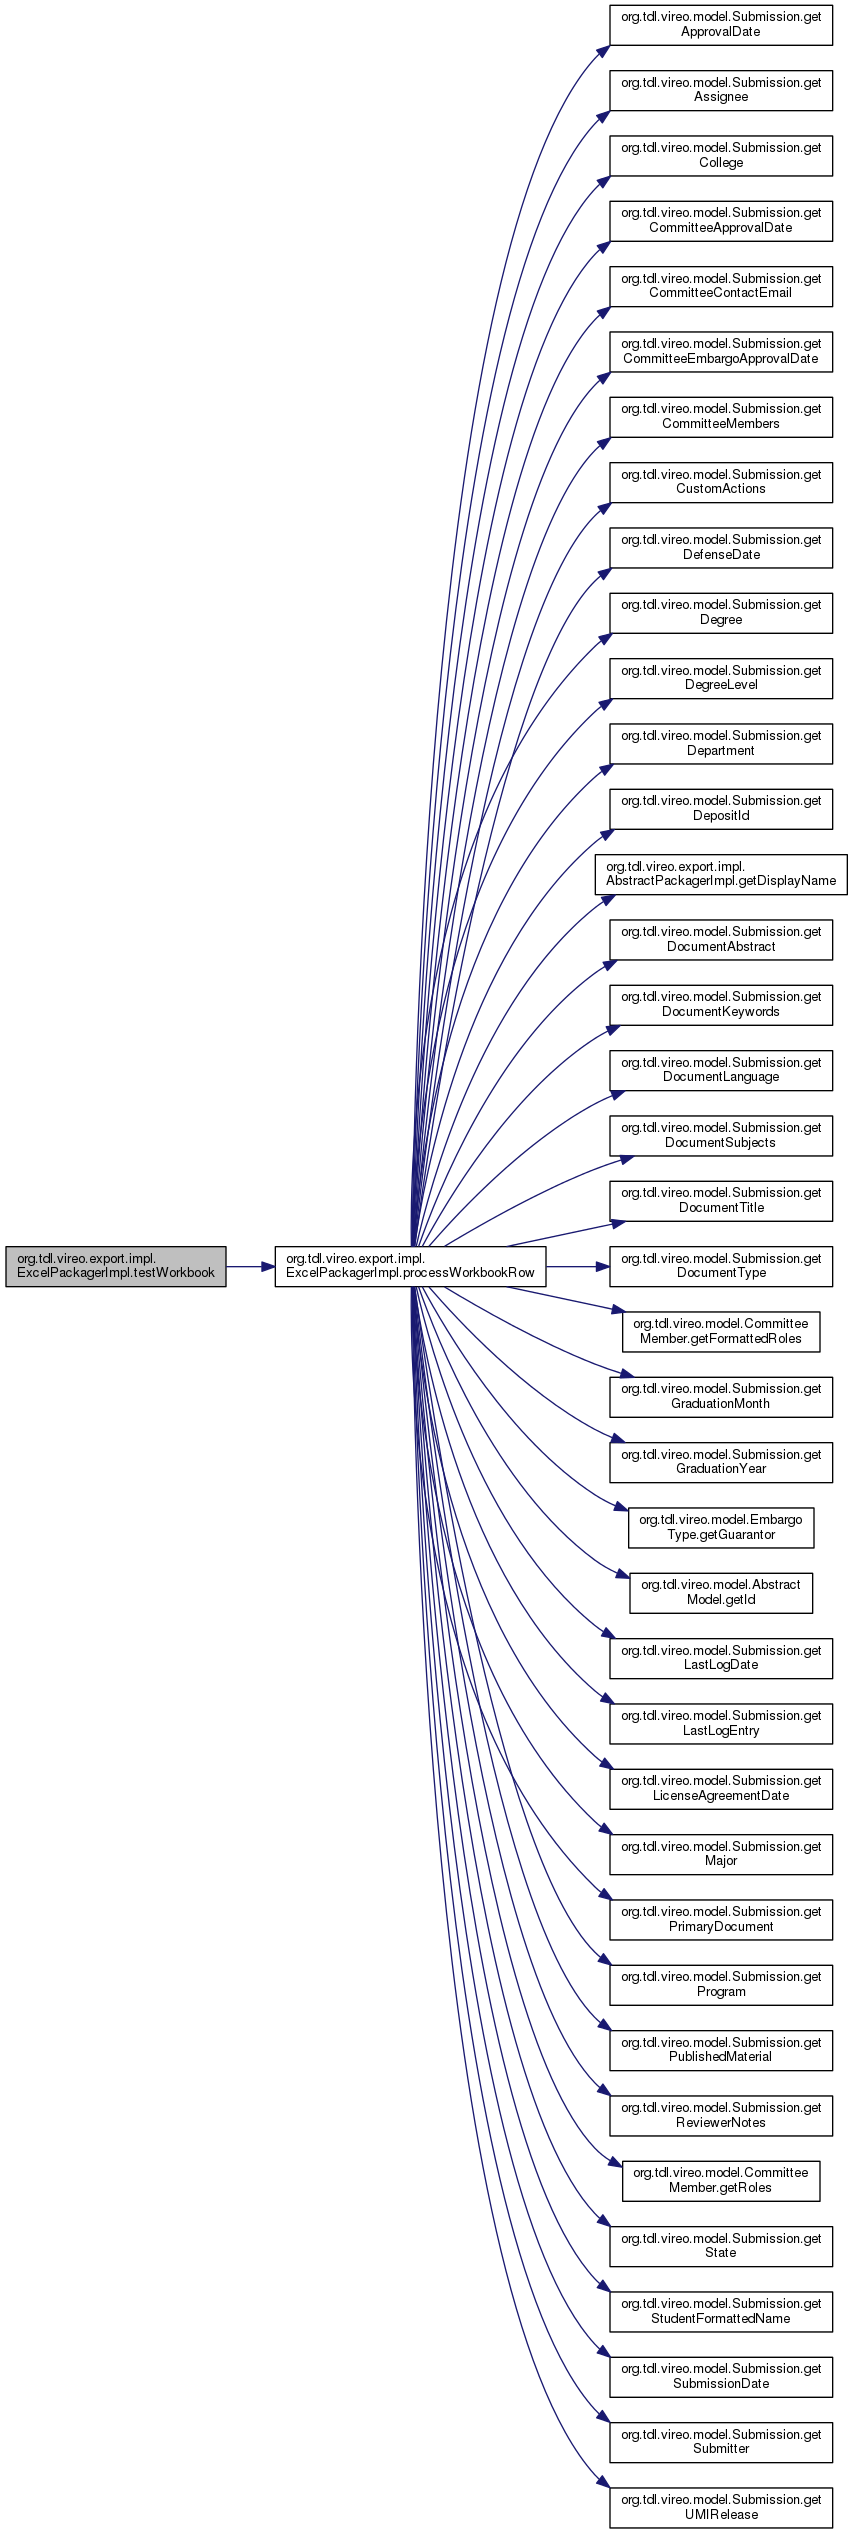 org.tdl.vireo.model.Submission.get
ApprovalDate
org.tdl.vireo.model.Submission.get
Assignee
org.tdl.vireo.model.Submission.get
College
org.tdl.vireo.model.Submission.get
CommitteeApprovalDate
org.tdl.vireo.model.Submission.get
CommitteeContactEmail
org.tdl.vireo.model.Submission.get
CommitteeEmbargoApprovalDate
org.tdl.vireo.model.Submission.get
CommitteeMembers
org.tdl.vireo.model.Submission.get
CustomActions
org.tdl.vireo.model.Submission.get
DefenseDate
org.tdl.vireo.model.Submission.get
Degree
org.tdl.vireo.model.Submission.get
DegreeLevel
org.tdl.vireo.model.Submission.get
Department
org.tdl.vireo.model.Submission.get
DepositId
org.tdl.vireo.export.impl.
AbstractPackagerImpl.getDisplayName
org.tdl.vireo.model.Submission.get
DocumentAbstract
org.tdl.vireo.model.Submission.get
DocumentKeywords
org.tdl.vireo.model.Submission.get
DocumentLanguage
org.tdl.vireo.model.Submission.get
DocumentSubjects
org.tdl.vireo.model.Submission.get
DocumentTitle
org.tdl.vireo.export.impl.
ExcelPackagerImpl.testWorkbook
org.tdl.vireo.export.impl.
ExcelPackagerImpl.processWorkbookRow
org.tdl.vireo.model.Submission.get
DocumentType
org.tdl.vireo.model.Committee
Member.getFormattedRoles
org.tdl.vireo.model.Submission.get
GraduationMonth
org.tdl.vireo.model.Submission.get
GraduationYear
org.tdl.vireo.model.Embargo
Type.getGuarantor
org.tdl.vireo.model.Abstract
Model.getId
org.tdl.vireo.model.Submission.get
LastLogDate
org.tdl.vireo.model.Submission.get
LastLogEntry
org.tdl.vireo.model.Submission.get
LicenseAgreementDate
org.tdl.vireo.model.Submission.get
Major
org.tdl.vireo.model.Submission.get
PrimaryDocument
org.tdl.vireo.model.Submission.get
Program
org.tdl.vireo.model.Submission.get
PublishedMaterial
org.tdl.vireo.model.Submission.get
ReviewerNotes
org.tdl.vireo.model.Committee
Member.getRoles
org.tdl.vireo.model.Submission.get
State
org.tdl.vireo.model.Submission.get
StudentFormattedName
org.tdl.vireo.model.Submission.get
SubmissionDate
org.tdl.vireo.model.Submission.get
Submitter
org.tdl.vireo.model.Submission.get
UMIRelease